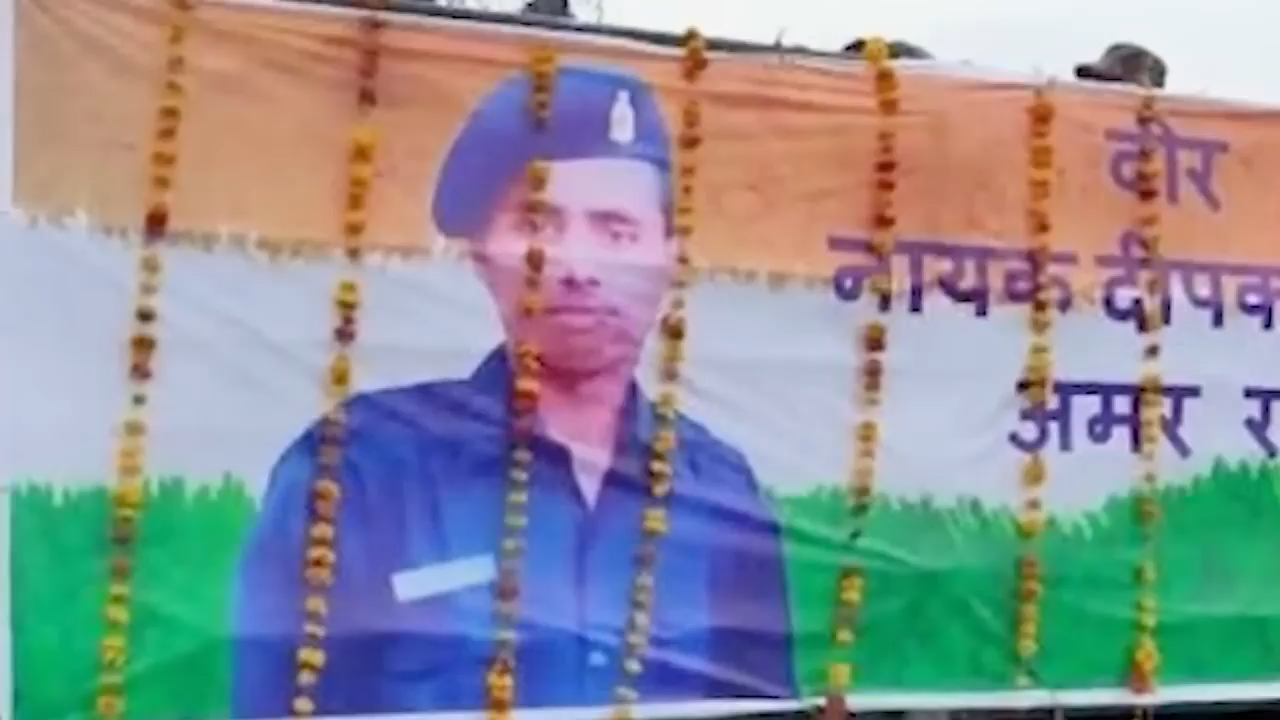 वीर
नायक दीपक
अमर र